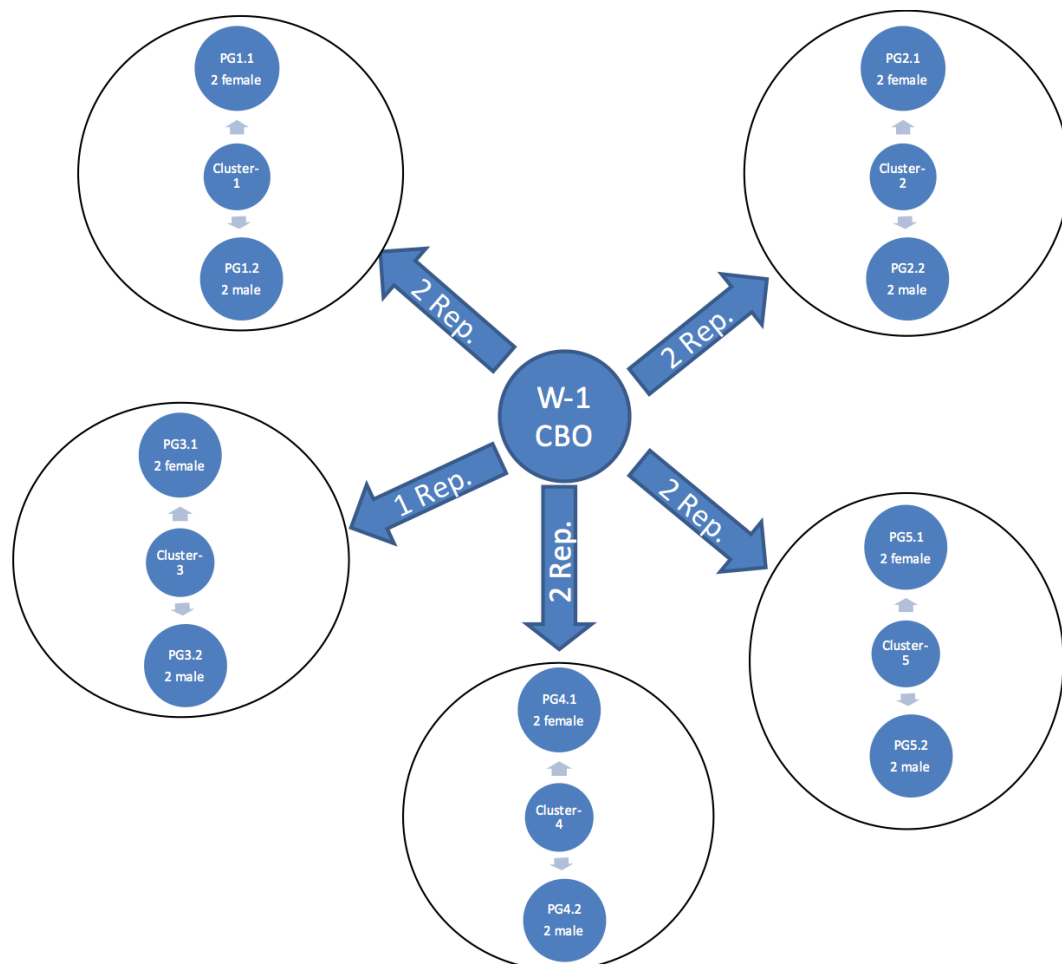 PG1.1
2 female
Cluster-
1
PG1.2
2 male
PG2.1
2 female
Cluster-
2
PG2.2
2 male
2 Rep.
2 Rep.
W-1
CBO
PG3.1
2 female
Cluster-
3
PG3.2
2 male
1 Rep.
2 Rep.
2 Rep.
PG5.1
2 female
Cluster-
5
PG5.2
2 male
PG4.1
2 female
Cluster-
4
PG4.2
2 male